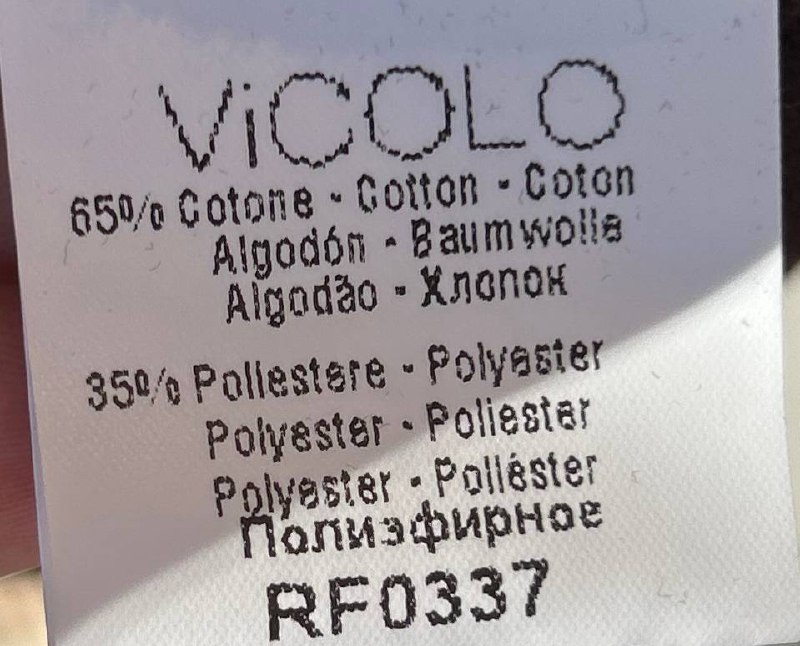 ViCOLO
65% Cotone - Cotton - Coton
Algodón - Baumwolle
Algodão - Хлопок
35% Poliestere - Polyester
Polyester - Poliester
Polyester - Poliéster
Полиэфирное
RF0337